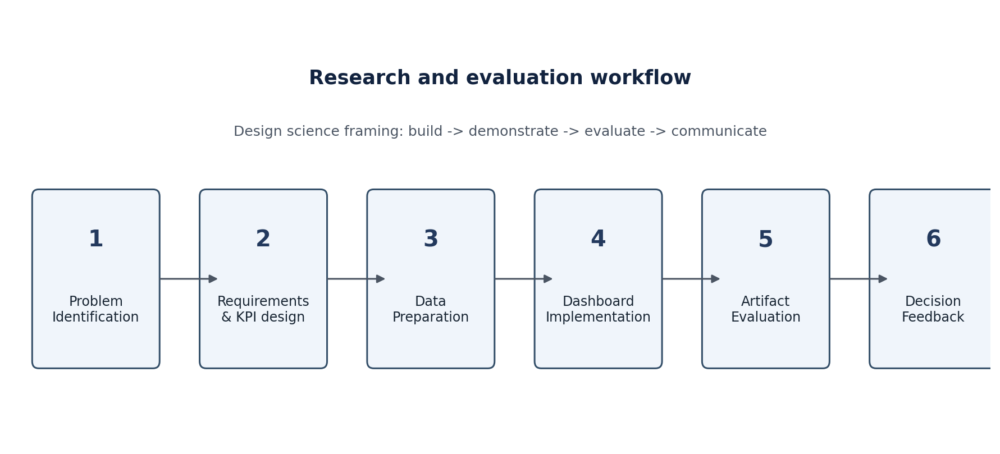 Research and evaluation workflow
Design science framing: build -> demonstrate -> evaluate -> communicate
1
Problem
Identification
2
Requirements
& KPI design
3
Data
Preparation
4
Dashboard
Implementation
5
Artifact
Evaluation
6
Decision
Feedback